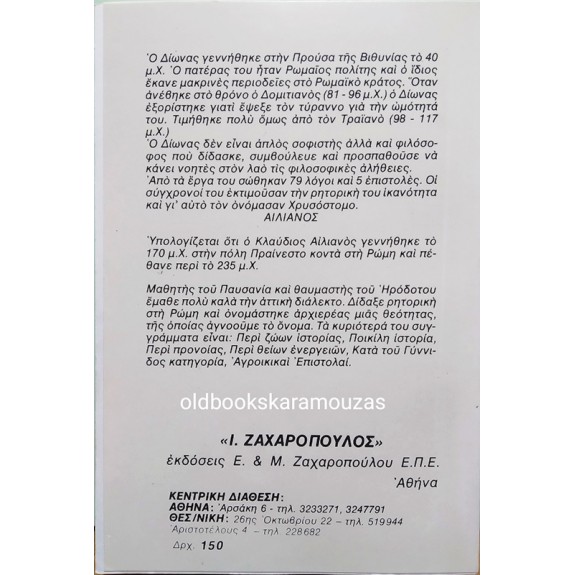 Ὁ Δίωνας γεννήθηκε στὴν Προύσα τῆς Βιθυνίας τὸ 40
μ.Χ. Ὁ πατέρας του ἦταν Ρωμαῖος πολίτης καὶ ὁ ἴδιος
ἔκανε μακρινὲς περιοδεῖες στὸ Ρωμαϊκὸ κράτος. Ὅταν
ἀνέβηκε στὸ θρόνο ὁ Δομιτιανὸς (81 - 96 μ.Χ.) ὁ Δίωνας
ἐξορίστηκε γιατὶ ἔψεξε τὸν τύραννο γιὰ τὴν ὠμότητά
του. Τιμήθηκε πολὺ ὅμως ἀπὸ τὸν Τραϊανὸ (98 - 117
μ.Χ.)
Ὁ Δίωνας δὲν εἶναι ἁπλὸς σοφιστὴς ἀλλὰ καὶ φιλόσο-
φος ποὺ δίδασκε, συμβούλευε καὶ προσπαθοῦσε νὰ
κάνει νοητὲς στὸν λαὸ τὶς φιλοσοφικὲς ἀλήθειες.
Ἀπὸ τὰ ἔργα του σώθηκαν 79 λόγοι καὶ 5 ἐπιστολές. Οἱ
σύγχρονοί του ἐκτιμοῦσαν τὴν ρητορική του ἱκανότητα
καὶ γι' αὐτὸ τὸν ὀνόμασαν Χρυσόστομο.
ΑΙΛΙΑΝΟΣ
Ὑπολογίζεται ὅτι ὁ Κλαύδιος Αἰλιανὸς γεννήθηκε τὸ
170 μ.Χ. στὴν πόλη Πραίνεστο κοντὰ στὴ Ρώμη καὶ πέ-
θανε περὶ τὸ 235 μ.Χ.
Μαθητὴς τοῦ Παυσανία καὶ θαυμαστὴς τοῦ Ἡρόδοτου
ἔμαθε πολὺ καλὰ τὴν ἀττικὴ διάλεκτο. Δίδαξε ρητορικὴ
στὴ Ρώμη καὶ ὀνομάστηκε ἀρχιερέας μιᾶς θεότητας,
τῆς ὁποίας ἀγνοοῦμε τὸ ὄνομα. Τὰ κυριότερά του συγ-
γράμματα εἶναι: Περὶ ζώων ἱστορίας, Ποικίλη ἱστορία,
Περὶ προνοίας, Περὶ θείων ἐνεργειῶν, Κατὰ τοῦ Γύννι-
δος κατηγορία, Ἀγροικικαὶ Ἐπιστολαί.
oldbookskaramouzas
«Ι. ΖΑΧΑΡΟΠΟΥΛΟΣ»
ἐκδόσεις Ε. & Μ. Ζαχαροπούλου Ε.Π.Ε.
Ἀθήνα
ΚΕΝΤΡΙΚΗ ΔΙΑΘΕΣΗ:
ΑΘΗΝΑ: Ἀρσάκη 6 - τηλ. 3233271, 3247791
ΘΕΣ/ΝΙΚΗ: 26ης Ὀκτωβρίου 22 – τηλ. 519944
Ἀριστοτέλους 4 – τηλ. 228682
Δρχ. 150